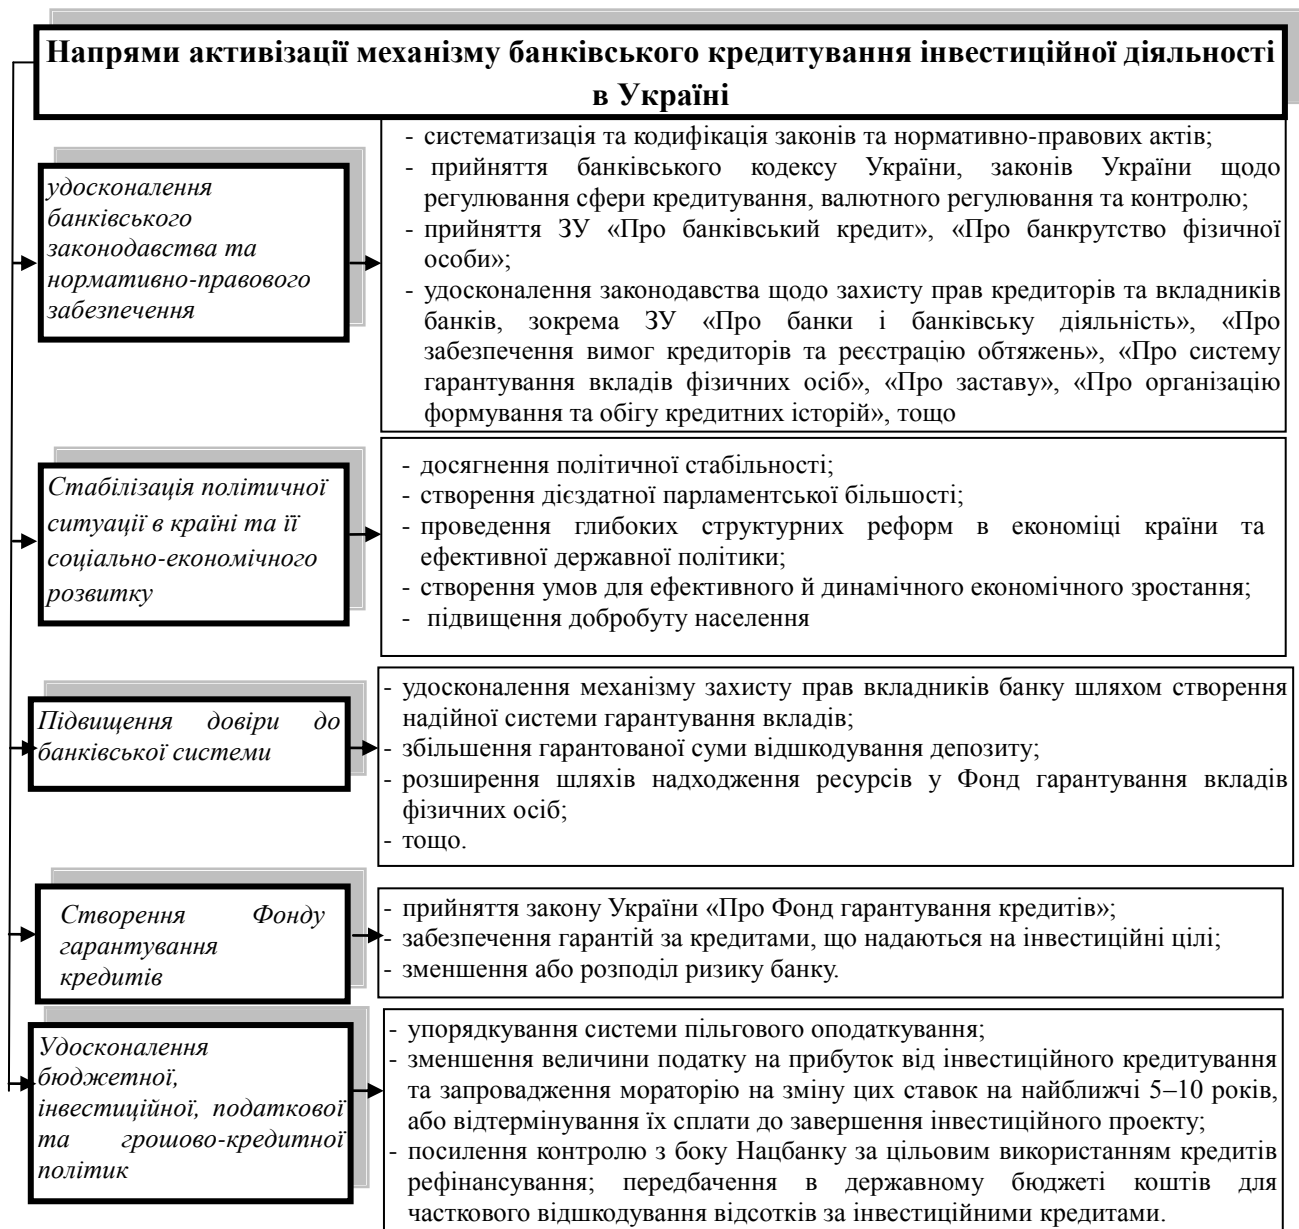 Напрями активізації механізму банківського кредитування інвестиційної діяльності
в Україні
удосконалення
банківського
законодавства та
нормативно-правового
забезпечення
- систематизація та кодифікація законів та нормативно-правових актів;
- прийняття банківського кодексу України, законів України щодо
регулювання сфери кредитування, валютного регулювання та контролю;
- прийняття ЗУ «Про банківський кредит», «Про банкрутство фізичної
особи»;
- удосконалення законодавства щодо захисту прав кредиторів та вкладників
банків, зокрема ЗУ «Про банки і банківську діяльність», «Про
забезпечення вимог кредиторів та реєстрацію обтяжень», «Про систему
гарантування вкладів фізичних осіб», «Про заставу», «Про організацію
формування та обігу кредитних історій», тощо
Стабілізація політичної
ситуації в країні та її
соціально-економічного
розвитку
- досягнення політичної стабільності;
- створення дієздатної парламентської більшості;
- проведення глибоких структурних реформ в економіці країни та
ефективної державної політики;
- створення умов для ефективного й динамічного економічного зростання;
- підвищення добробуту населення
Підвищення довіри до
банківської системи
- удосконалення механізму захисту прав вкладників банку шляхом створення
надійної системи гарантування вкладів;
- збільшення гарантованої суми відшкодування депозиту;
- розширення шляхів надходження ресурсів у Фонд гарантування вкладів
фізичних осіб;
- тощо.
Створення Фонду
гарантування
кредитів
- прийняття закону України «Про Фонд гарантування кредитів»;
- забезпечення гарантій за кредитами, що надаються на інвестиційні цілі;
- зменшення або розподіл ризику банку.
Удосконалення
бюджетної,
інвестиційної, податкової
та грошово-кредитної
політик
- упорядкування системи пільгового оподаткування;
- зменшення величини податку на прибуток від інвестиційного кредитування
та запровадження мораторію на зміну цих ставок на найближчі 5–10 років,
або відтермінування їх сплати до завершення інвестиційного проекту;
- посилення контролю з боку Нацбанку за цільовим використанням кредитів
рефінансування; передбачення в державному бюджеті коштів для
часткового відшкодування відсотків за інвестиційними кредитами.